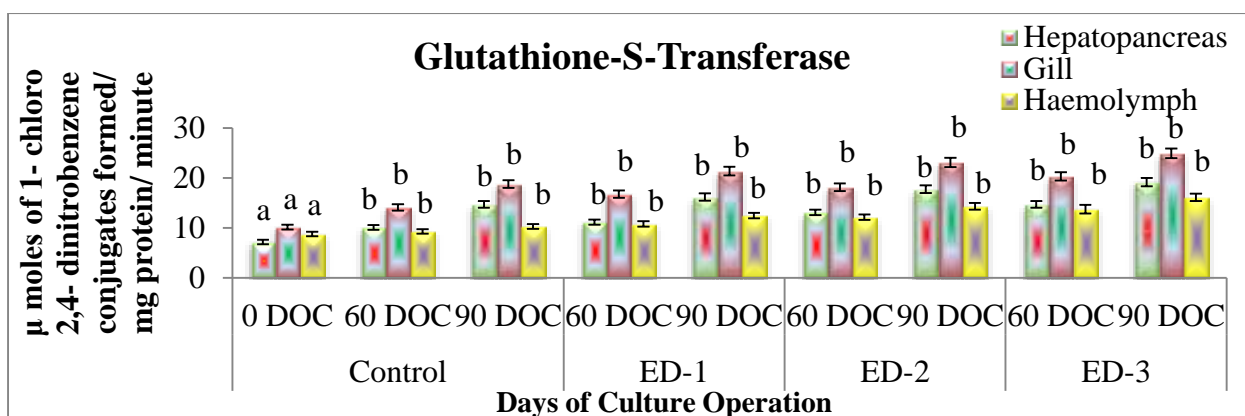 Glutathione-S-Transferase
Hepatopancreas
Gill
Haemolymph
µ moles of 1- chloro
2,4- dinitrobenzene
conjugates formed/
mg protein/ minute
30
20
10
0
a a a b b b b b b b b b b b b b b b b b b b b b b b b
0 DOC 60 DOC 90 DOC 60 DOC 90 DOC 60 DOC 90 DOC 60 DOC 90 DOC
Control ED-1 ED-2 ED-3
Days of Culture Operation